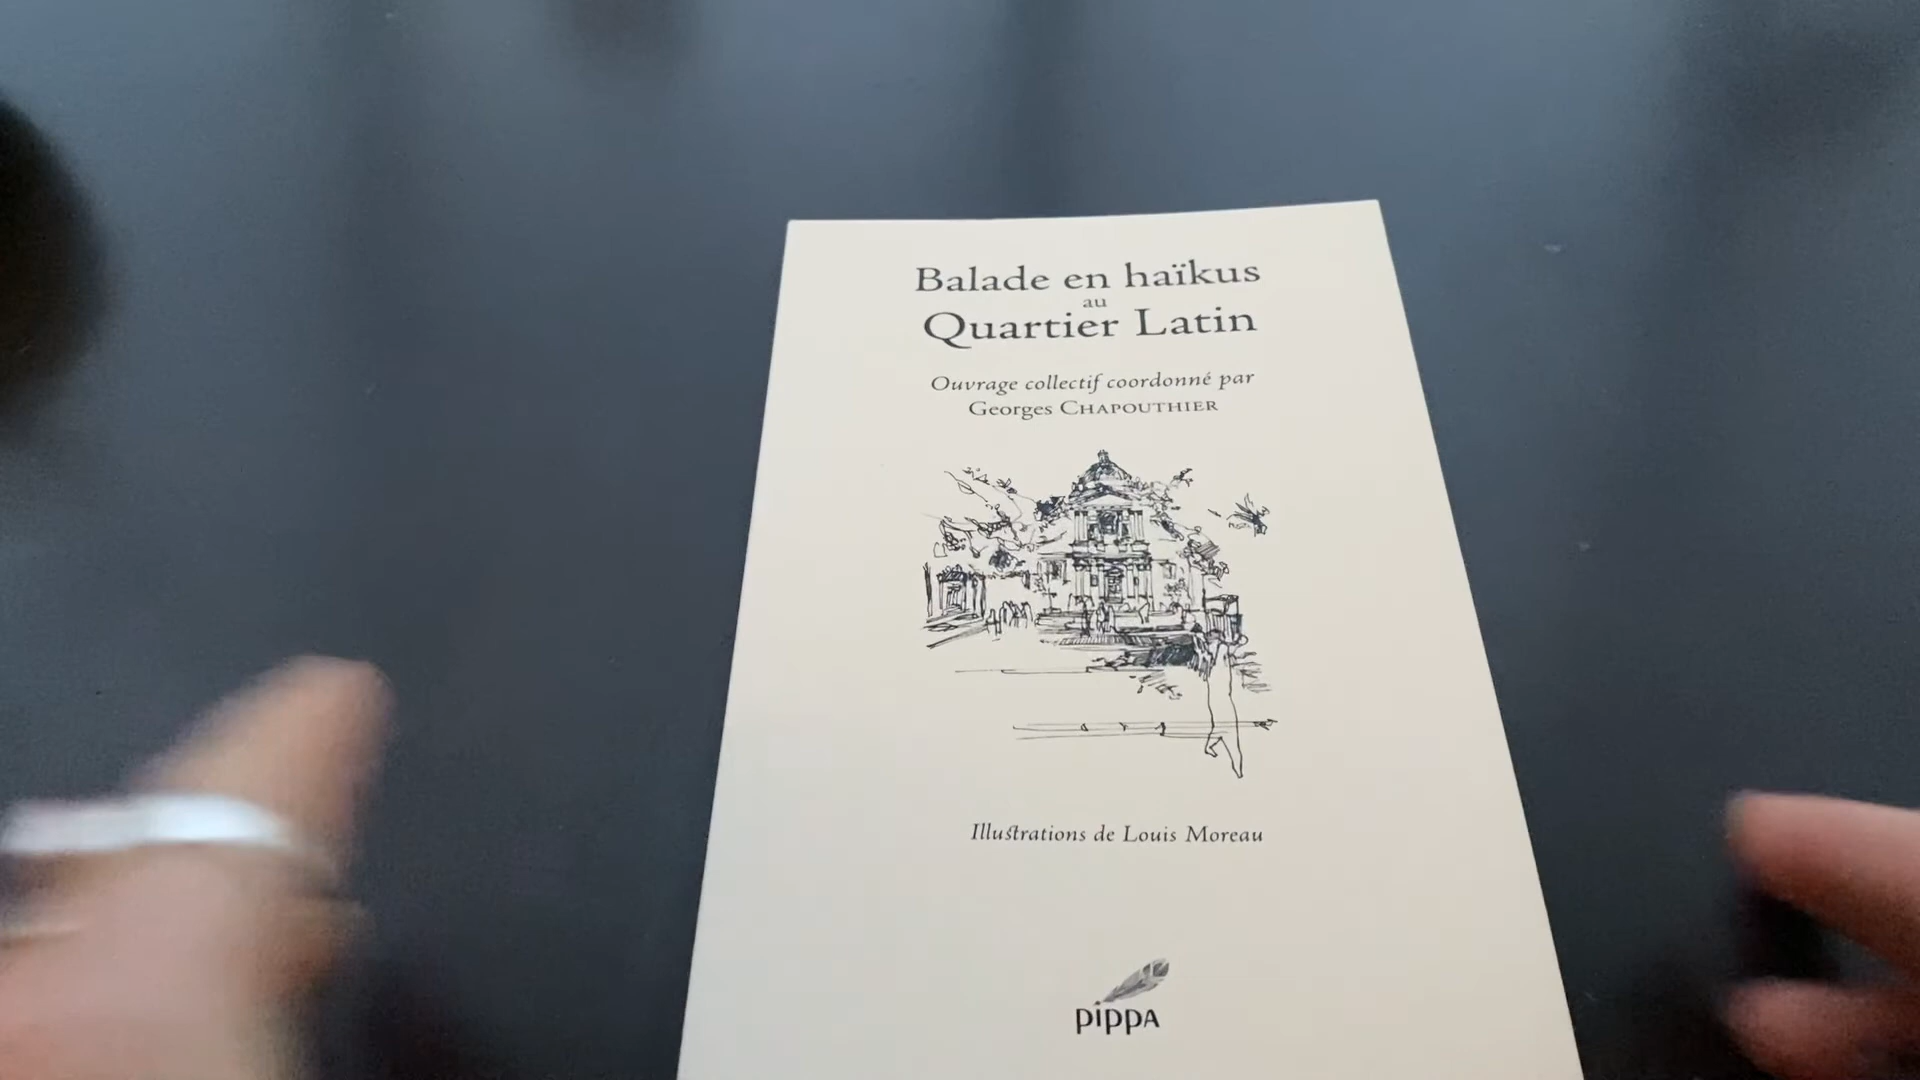 Balade en haïkus
au
Quartier Latin
Ouvrage collectif coordonné par
Georges CHAPOUTHIER
Illustrations de Louis Moreau
pippa